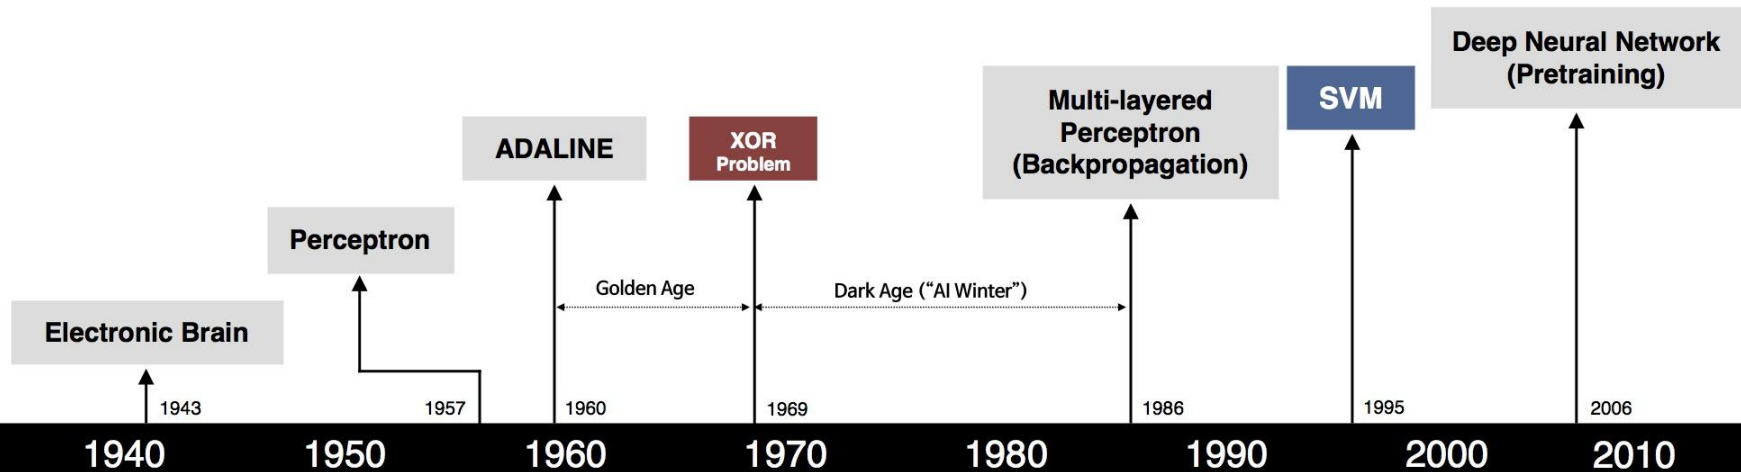 Electronic Brain
1943
Perceptron
1957
ADALINE
1960
Golden Age
XOR
Problem
1969
Dark Age (“AI Winter”)
Multi-layered
Perceptron
(Backpropagation)
1986
SVM
1995
Deep Neural Network
(Pretraining)
2006
1940
1950
1960
1970
1980
1990
2000
2010